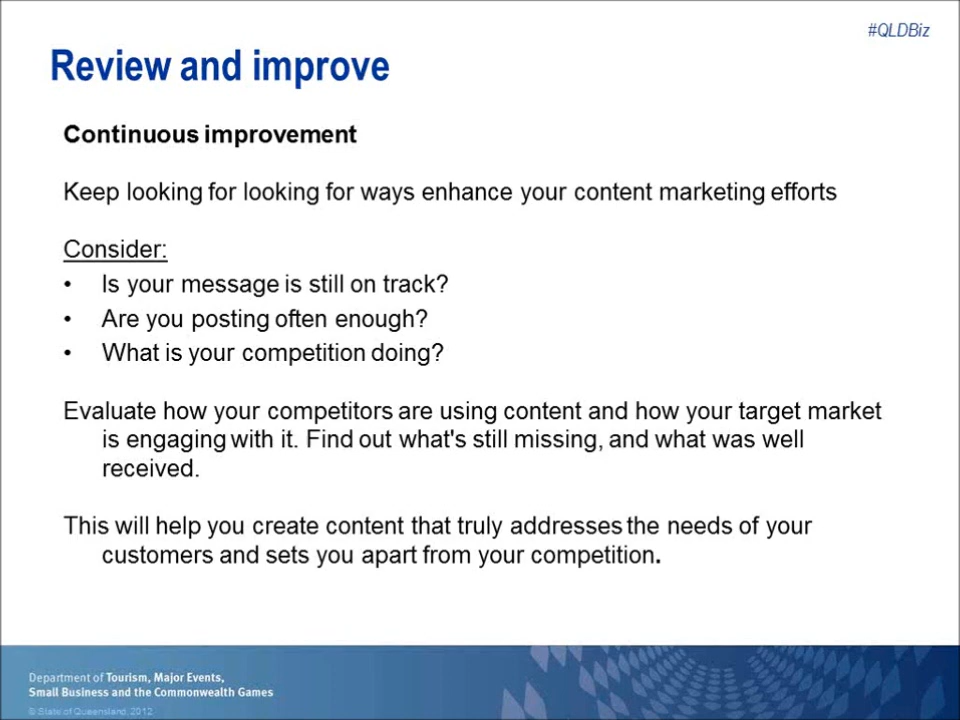 #QLDBiz
Review and improve
Continuous improvement
Keep looking for looking for ways enhance your content marketing efforts
Consider:
• Is your message is still on track?
• Are you posting often enough?
• What is your competition doing?
Evaluate how your competitors are using content and how your target market
is engaging with it. Find out what's still missing, and what was well
received.
This will help you create content that truly addresses the needs of your
customers and sets you apart from your competition.
Department of Tourism, Major Events,
Small Business and the Commonwealth Games
© State of Queensland, 2012